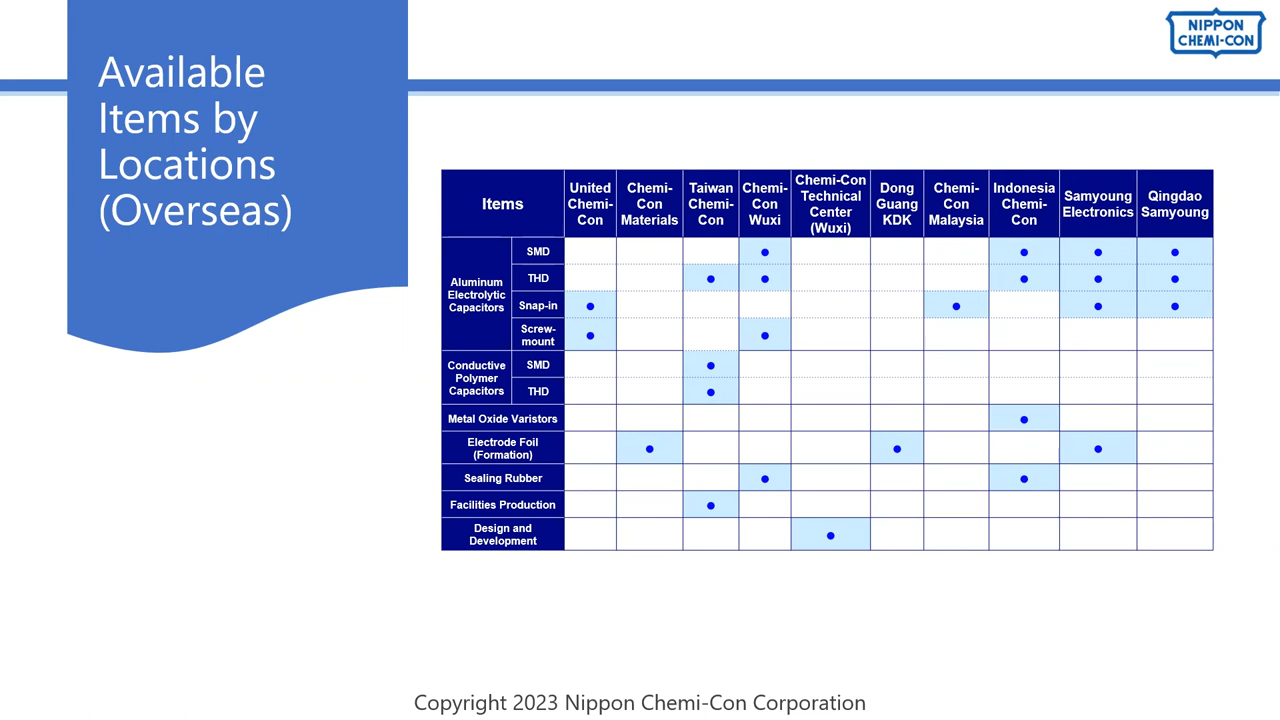 Available
Items by
Locations
(Overseas)
NIPPON
CHEMI-CON
Items
United
Chemi-
Con
Chemi-
Con
Materials
Taiwan
Chemi-
Con
Chemi-
Con
Wuxi
Chemi-Con
Technical
Center
(Wuxi)
Dong
Guang
KDK
Chemi-
Con
Malaysia
Indonesia
Chemi-
Con
Samyoung
Electronics
Qingdao
Samyoung
Aluminum
Electrolytic
Capacitors
SMD
● ● ● ●
THD
● ● ● ● ●
Snap-in
● ● ● ●
Screw-
mount
● ●
Conductive
Polymer
Capacitors
SMD
●
THD
●
Metal Oxide Varistors
●
Electrode Foil
(Formation)
● ● ●
Sealing Rubber
● ●
Facilities Production
●
Design and
Development
●
Copyright 2023 Nippon Chemi-Con Corporation